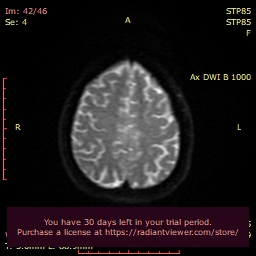 Im: 42/46
STP85
Se: 4
STP85
F
A
Ax DWI B 1000
R
L
You have 30 days left in your trial period.
Purchase a license at https://radiantviewer.com/store/